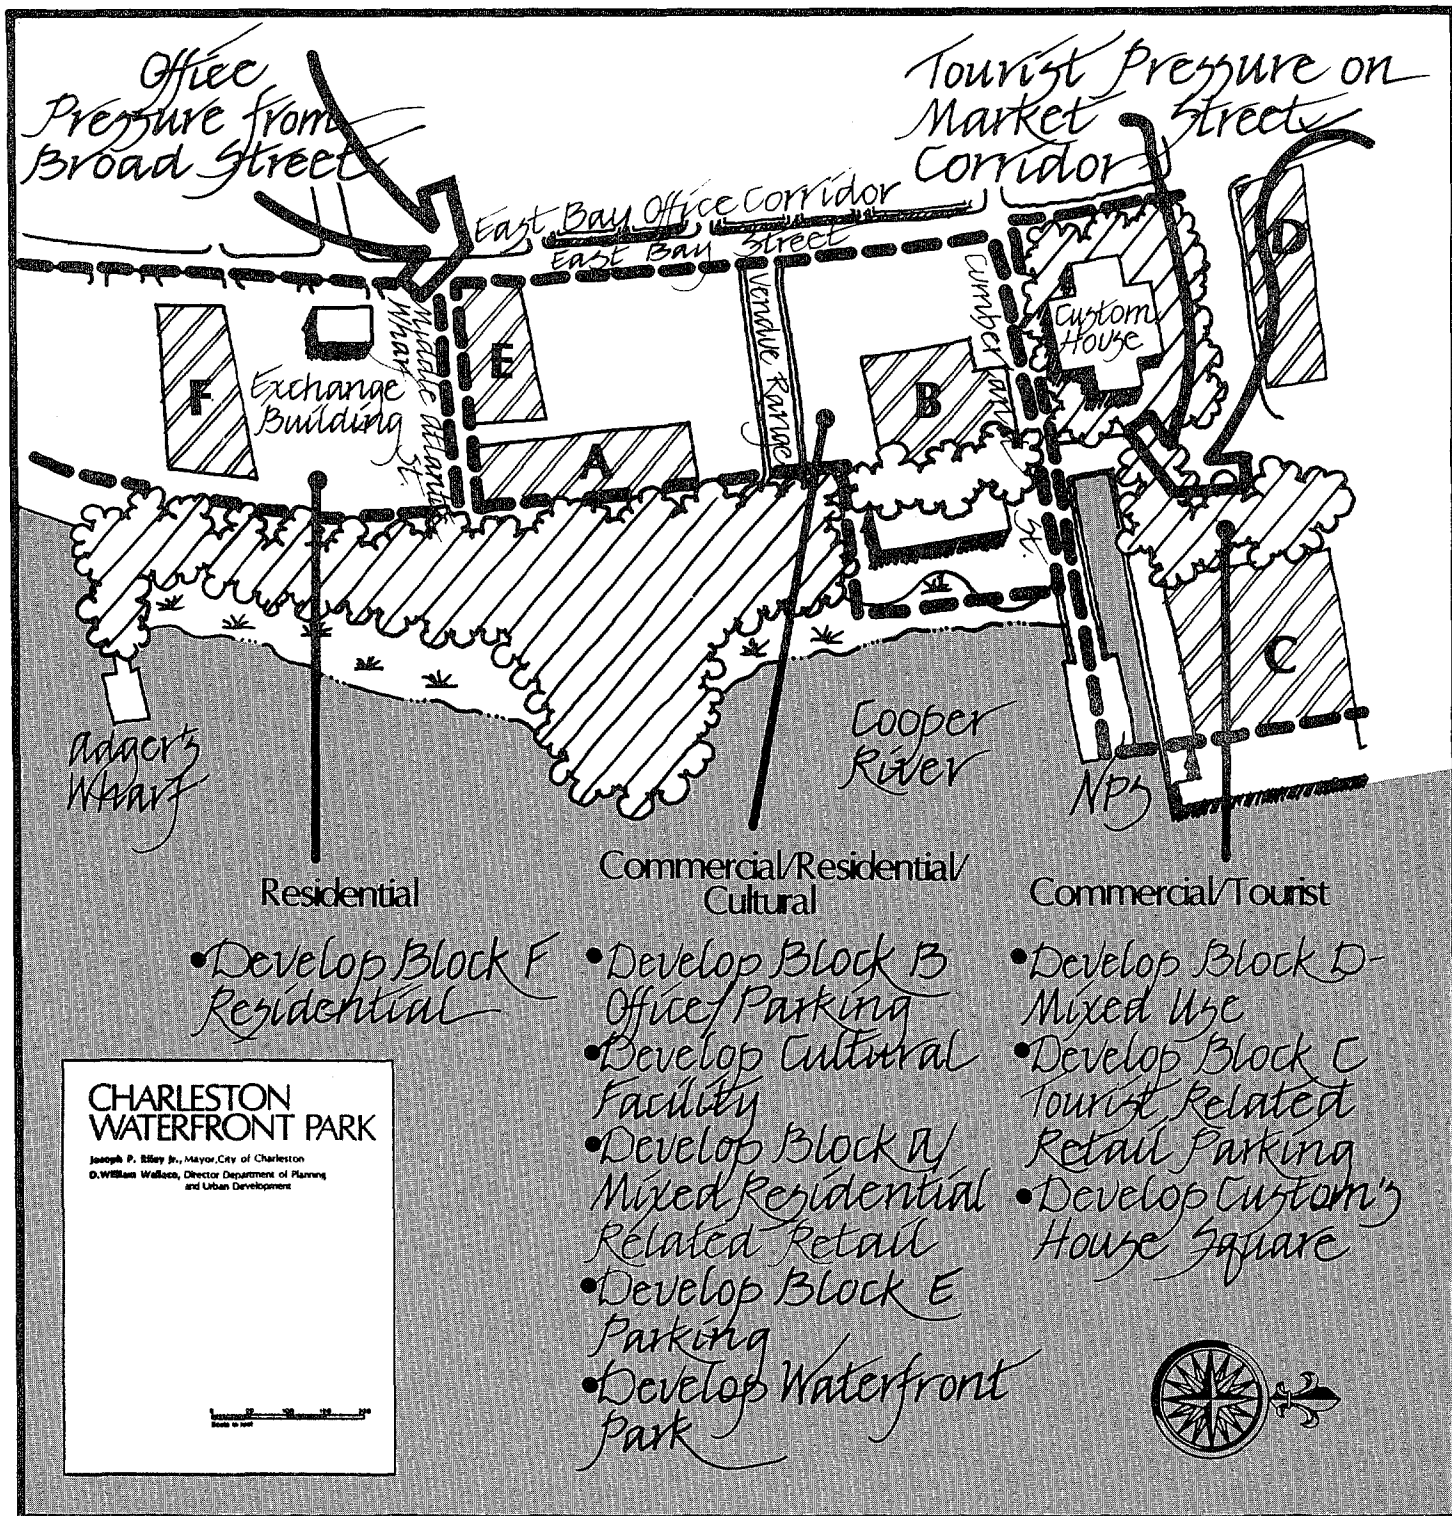 Office
Pressure from
Broad Street
Tourist Pressure on
Market Street
Corridor
East Bay Office Corridor
East Bay Street
Middle Atlantic
Wharf St.
Vendue Range
Cumberland St.
Custom
House
D
F
Exchange
Building
E
A
B
C
Adger's
Wharf
Cooper
River
NPS
Residential
•Develop Block F
Residential
Commercial/Residential/
Cultural
•Develop Block B
Office/Parking
•Develop Cultural
Facility
•Develop Block A/
Mixed Residential
Related Retail
•Develop Block E
Parking
•Develop Waterfront
Park
Commercial/Tourist
•Develop Block D-
Mixed Use
•Develop Block C
Tourist Related
Retail Parking
•Develop Custom's
House Square
CHARLESTON
WATERFRONT PARK
Joseph P. Riley Jr., Mayor, City of Charleston
D. William Wallace, Director Department of Planning
and Urban Development